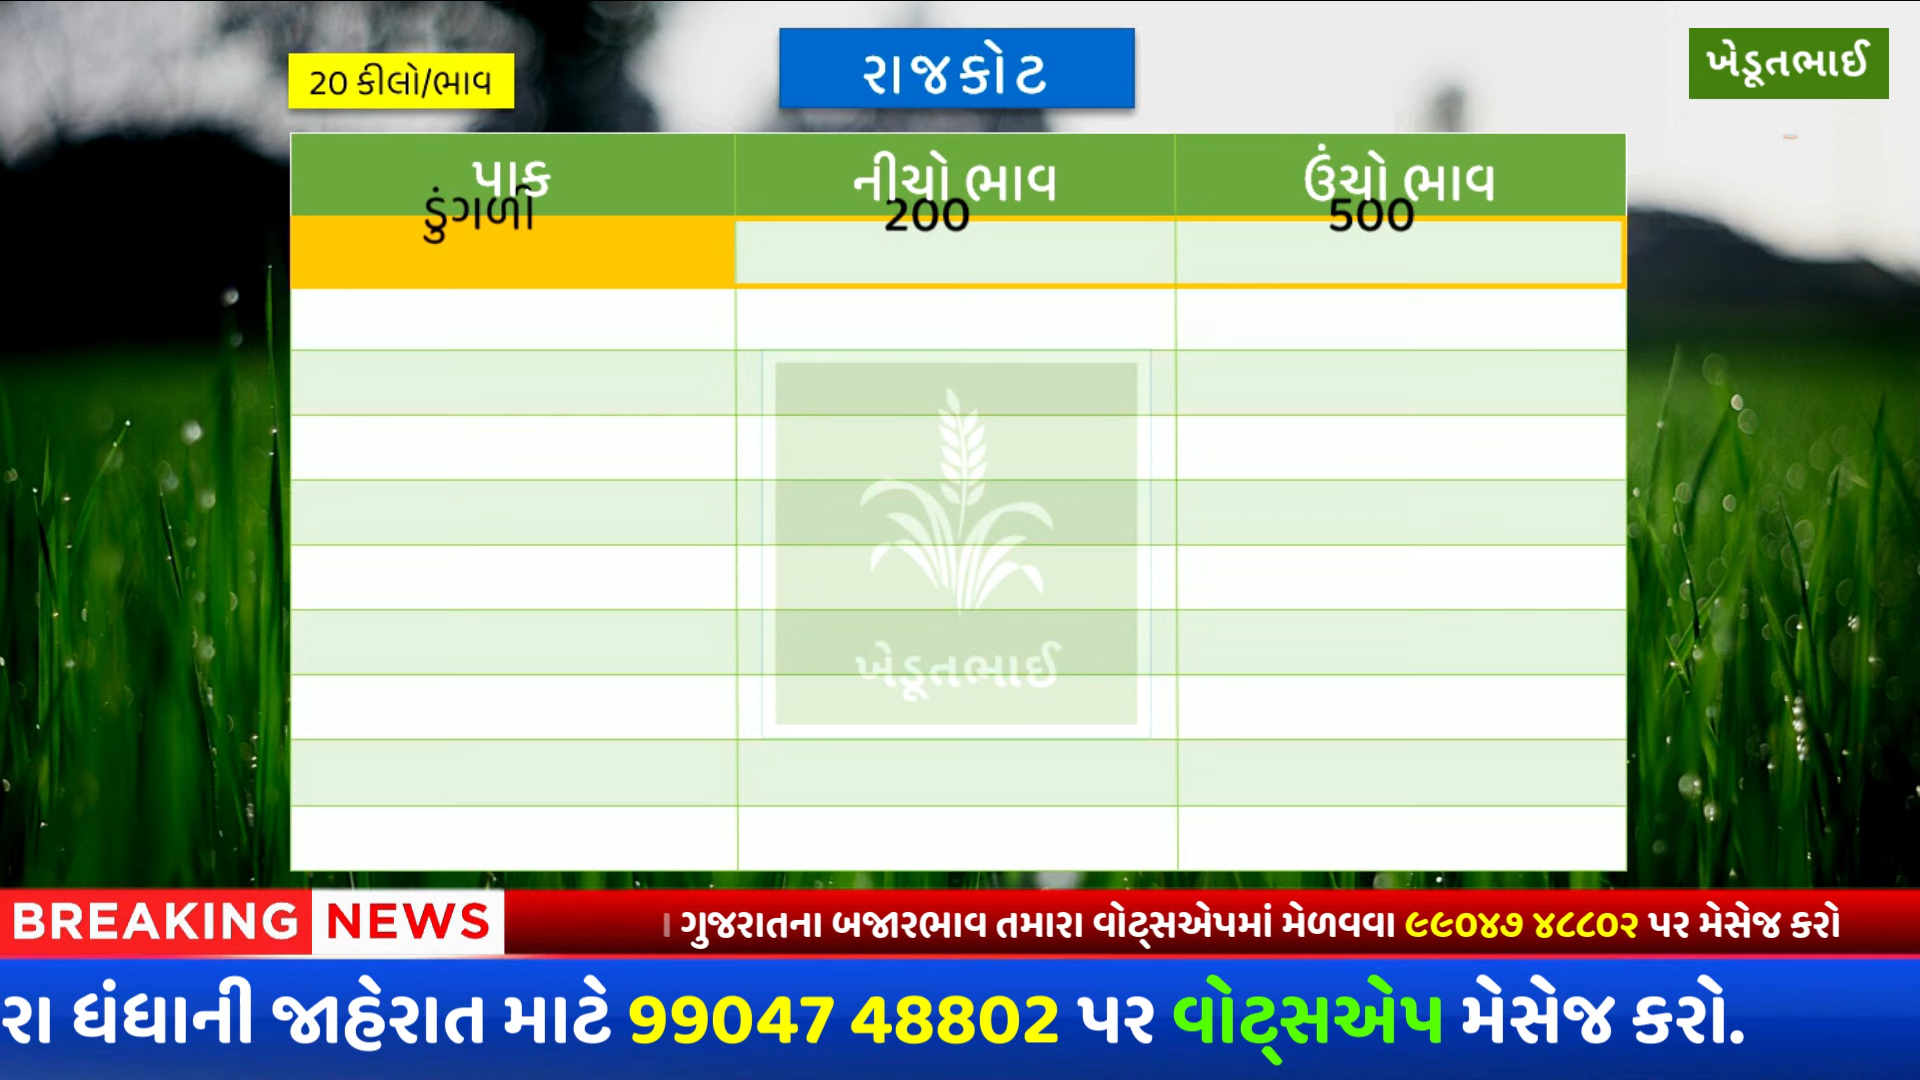 20 કીલો/ભાવ
રાજકોટ
ખેડૂતભાઈ
પાક નીચો ભાવ ઉંચો ભાવ
ડુંગળી 200 500
ખેડૂતભાઈ
BREAKING NEWS
। ગુજરાતના બજારભાવ તમારા વોટ્સએપમાં મેળવવા ૯૯૦૪૭ ૪૮૮૦૨ પર મેસેજ કરો
રા ધંધાની જાહેરાત માટે 99047 48802 પર વોટ્સએપ મેસેજ કરો.